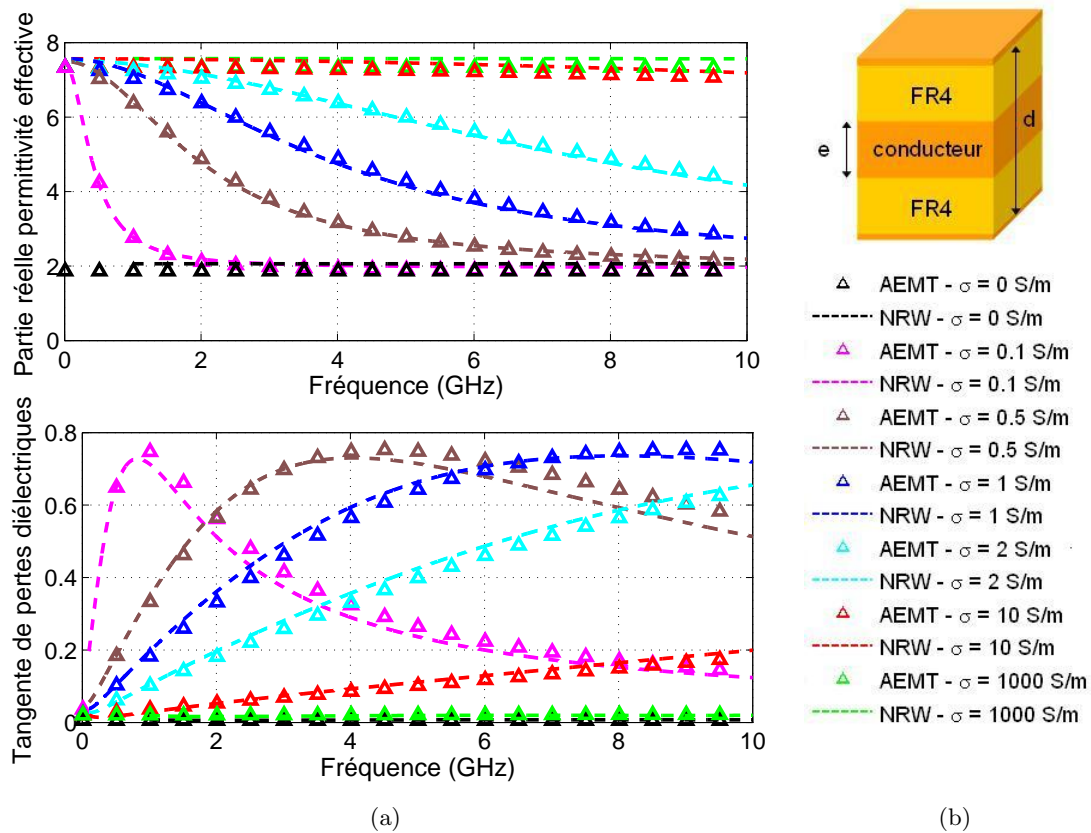 Partie réelle permittivité effective
8
6
4
2
0
0 2 4 6 8 10
Fréquence (GHz)
Tangente de pertes diélectriques
0.8
0.6
0.4
0.2
0
0 2 4 6 8 10
Fréquence (GHz)
(a)
FR4
e
conducteur
d
FR4
AEMT - σ = 0 S/m
NRW - σ = 0 S/m
AEMT - σ = 0.1 S/m
NRW - σ = 0.1 S/m
AEMT - σ = 0.5 S/m
NRW - σ = 0.5 S/m
AEMT - σ = 1 S/m
NRW - σ = 1 S/m
AEMT - σ = 2 S/m
NRW - σ = 2 S/m
AEMT - σ = 10 S/m
NRW - σ = 10 S/m
AEMT - σ = 1000 S/m
NRW - σ = 1000 S/m
(b)